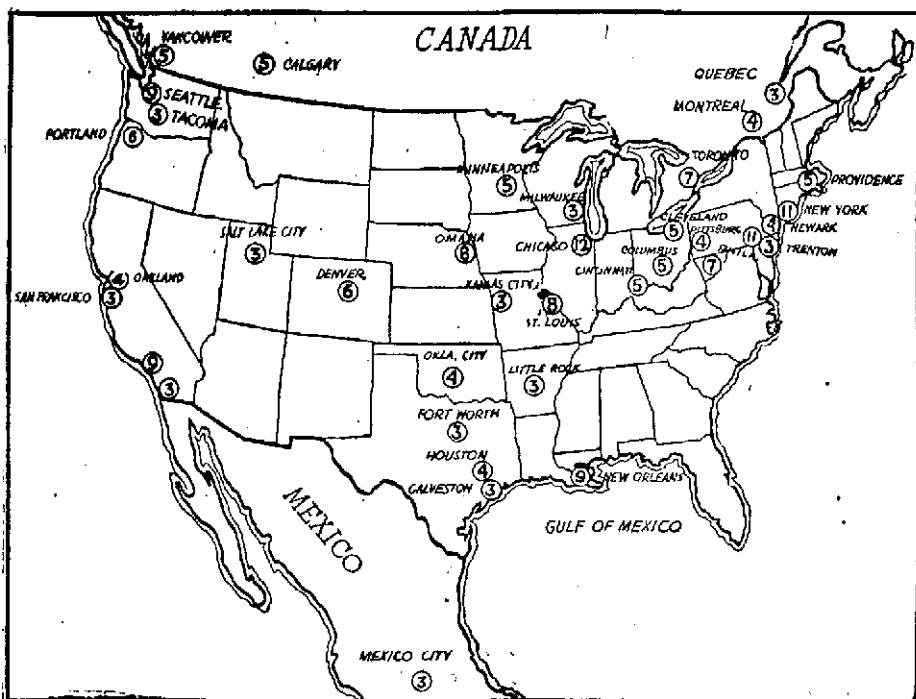 CANADA
VANCOUVER
5
5 CALGARY
QUEBEC
3
MONTREAL
4
9 SEATTLE
3 TACOMA
PORTLAND
6
TORONTO
7
MINNEAPOLIS
5
5 PROVIDENCE
MILWAUKEE
3
11 NEW YORK
4 NEWARK
CLEVELAND
5
PITTSBURG
4
11
3 TRENTON
SALT LAKE CITY
3
OMAHA
8
CHICAGO 12
COLUMBUS
5
7
CINCINNATI
5
DENVER
6
KANSAS CITY
3
8
ST. LOUIS
4 OAKLAND
SAN FRANCISCO 3
9
3
OKLA. CITY
4
LITTLE ROCK
3
FORT WORTH
3
HOUSTON
4
GALVESTON 3
9 NEW ORLEANS
MEXICO
GULF OF MEXICO
MEXICO CITY
3